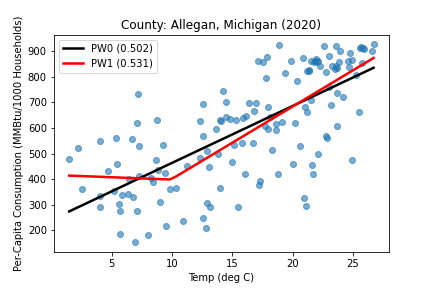 County: Allegan, Michigan (2020)
PW0 (0.502)
PW1 (0.531)
Per-Capita Consumption (MMBtu/1000 Households)
900
800
700
600
500
400
300
200
5 10 15 20 25
Temp (deg C)